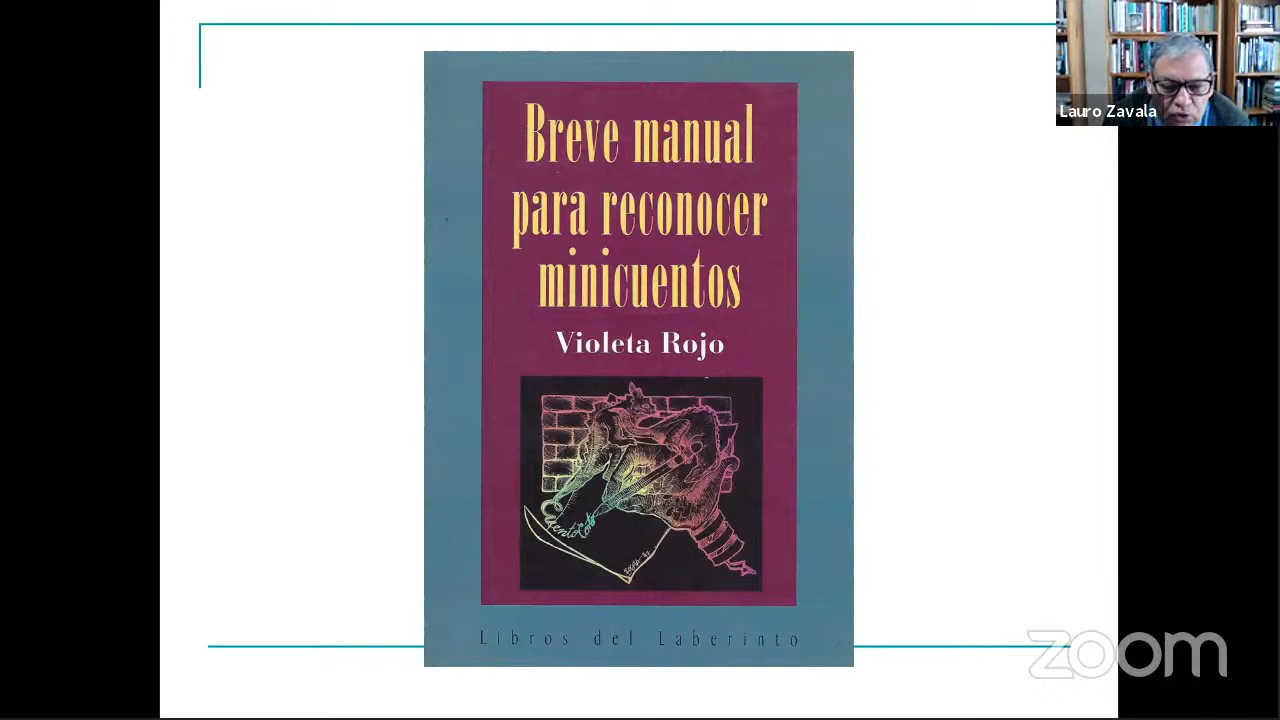 Breve manual
para reconocer
minicuentos
Violeta Rojo
Libros del Laberinto
Lauro Zavala
zoom